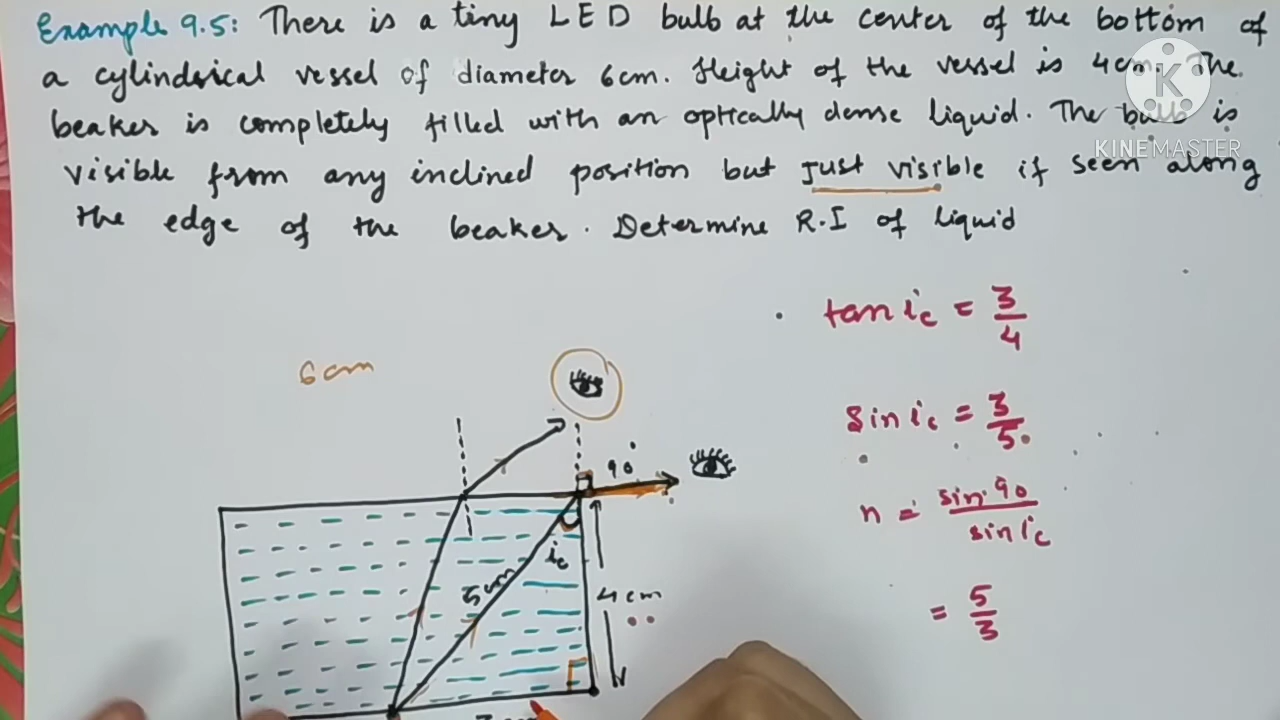 Example 9.5: There is a tiny LED bulb at the center of the bottom of
a cylindrical vessel of diameter 6cm. Height of the vessel is 4cm. The
beaker is completely filled with an optically dense liquid. The bulb is
visible from any inclined position but just visible if seen along
the edge of the beaker. Determine R.I of liquid
K
KINEMASTER
tan ic = 3/4
6cm
sin ic = 3/5
90°
n = sin 90 / sin ic
ic
5cm
4cm
= 5/3